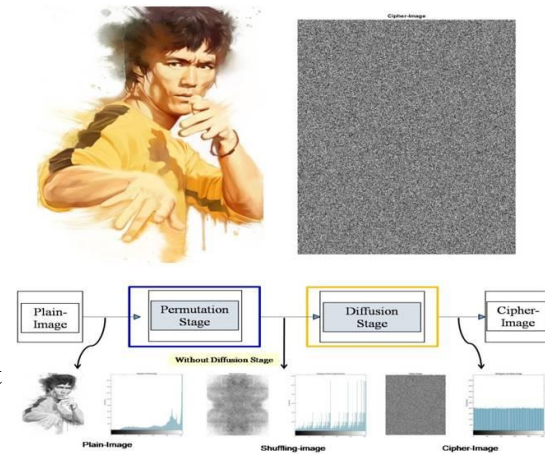 Cipher-Image
Plain-
Image
Permutation
Stage
Diffusion
Stage
Cipher-
Image
Without Diffusion Stage
t
Plain-Image
Shuffling-image
Cipher-Image